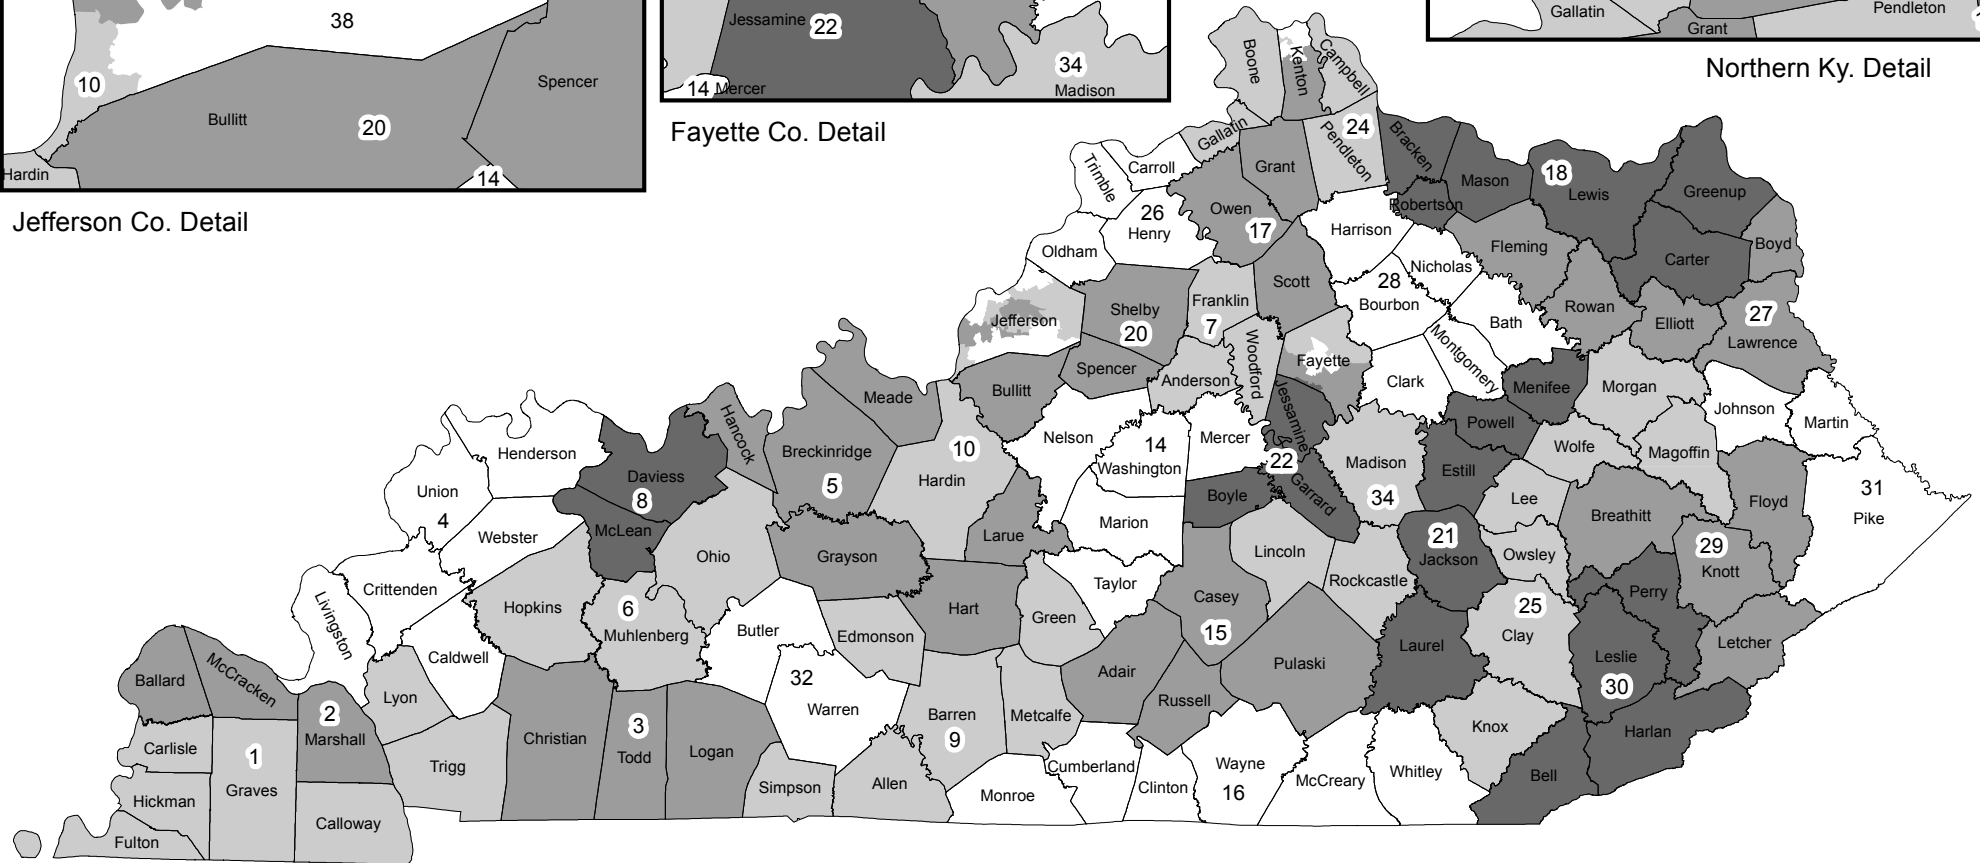 38
10
Bullitt
20
Spencer
Hardin
14
Jefferson Co. Detail
Jessamine
22
34
Madison
14 Mercer
Fayette Co. Detail
Gallatin
Pendleton
Grant
Northern Ky. Detail
Boone
Kenton
Campbell
Gallatin
24
Pendleton
Bracken
Trimble
Carroll
Grant
Mason
18
Lewis
Greenup
Robertson
26
Henry
Owen
17
Harrison
Fleming
Boyd
Oldham
Nicholas
Carter
Scott
28
Bourbon
Shelby
20
Franklin
7
Jefferson
Bath
Rowan
Elliott
27
Lawrence
Montgomery
Woodford
Fayette
Spencer
Anderson
Clark
Menifee
Morgan
Bullitt
Meade
Hancock
Jessamine
Johnson
Martin
Powell
Nelson
14
Washington
Mercer
Wolfe
Magoffin
Henderson
Breckinridge
5
10
Hardin
22
Madison
34
Estill
Daviess
8
Union
4
Boyle
Garrard
Lee
Floyd
31
Pike
McLean
Webster
Marion
Larue
Breathitt
Ohio
Grayson
Lincoln
21
Jackson
Owsley
29
Knott
Crittenden
Taylor
Rockcastle
Perry
Livingston
Hopkins
6
Muhlenberg
Hart
Green
Casey
15
25
Clay
Butler
Edmonson
Laurel
Letcher
Caldwell
Leslie
30
Pulaski
Adair
Ballard
McCracken
32
Warren
Lyon
Russell
2
Marshall
Barren
9
Metcalfe
Knox
Harlan
Carlisle
1
Graves
Christian
3
Todd
Logan
Trigg
Cumberland
Wayne
16
McCreary
Whitley
Bell
Simpson
Allen
Monroe
Clinton
Hickman
Calloway
Fulton